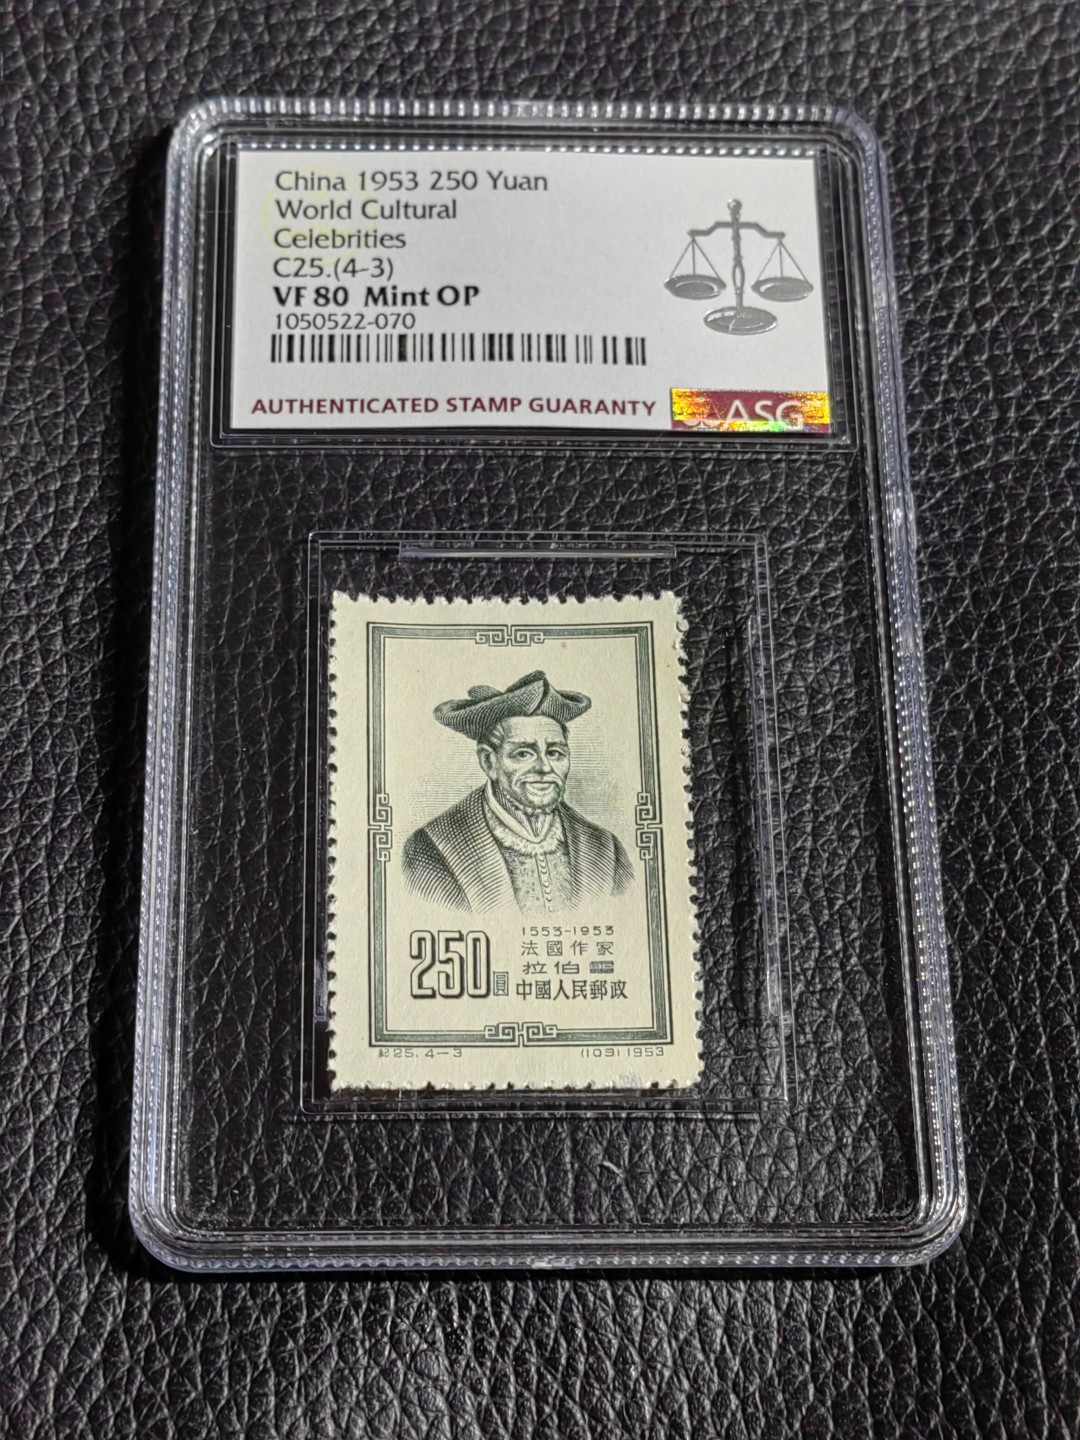 China 1953 250 Yuan
World Cultural
Celebrities
C25.(4-3)
VF 80 Mint OP
1050522-070
AUTHENTICATED STAMP GUARANTY
ASG
1553-1953
法國作家
拉伯雷
250圓
中國人民郵政
紀25. 4-3
(109) 1953